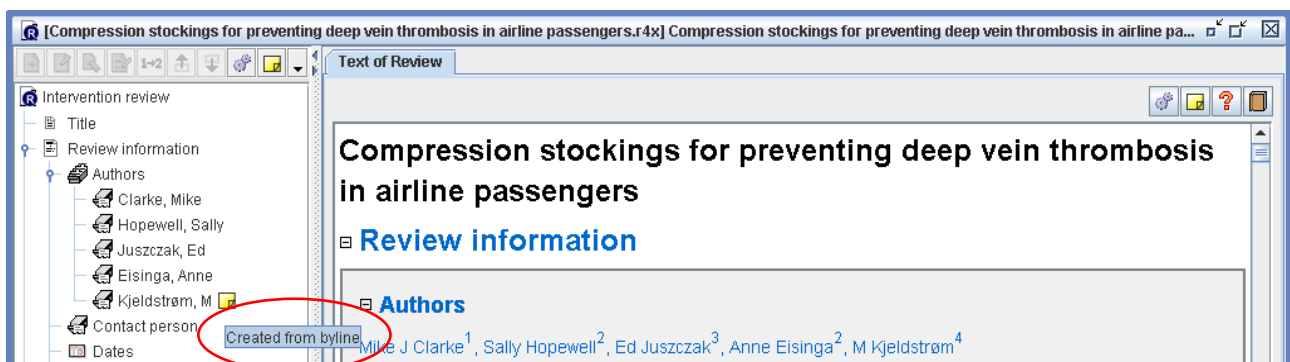 [Compression stockings for preventing deep vein thrombosis in airline passengers.r4x] Compression stockings for preventing deep vein thrombosis in airline pa...
1→2
Text of Review
Intervention review
Title
Review information
Authors
Clarke, Mike
Hopewell, Sally
Juszczak, Ed
Eisinga, Anne
Kjeldstrøm, M
Contact person
Dates
Created from byline
Compression stockings for preventing deep vein thrombosis
in airline passengers
Review information
Authors
Mike J Clarke1, Sally Hopewell2, Ed Juszczak3, Anne Eisinga2, M Kjeldstrøm4